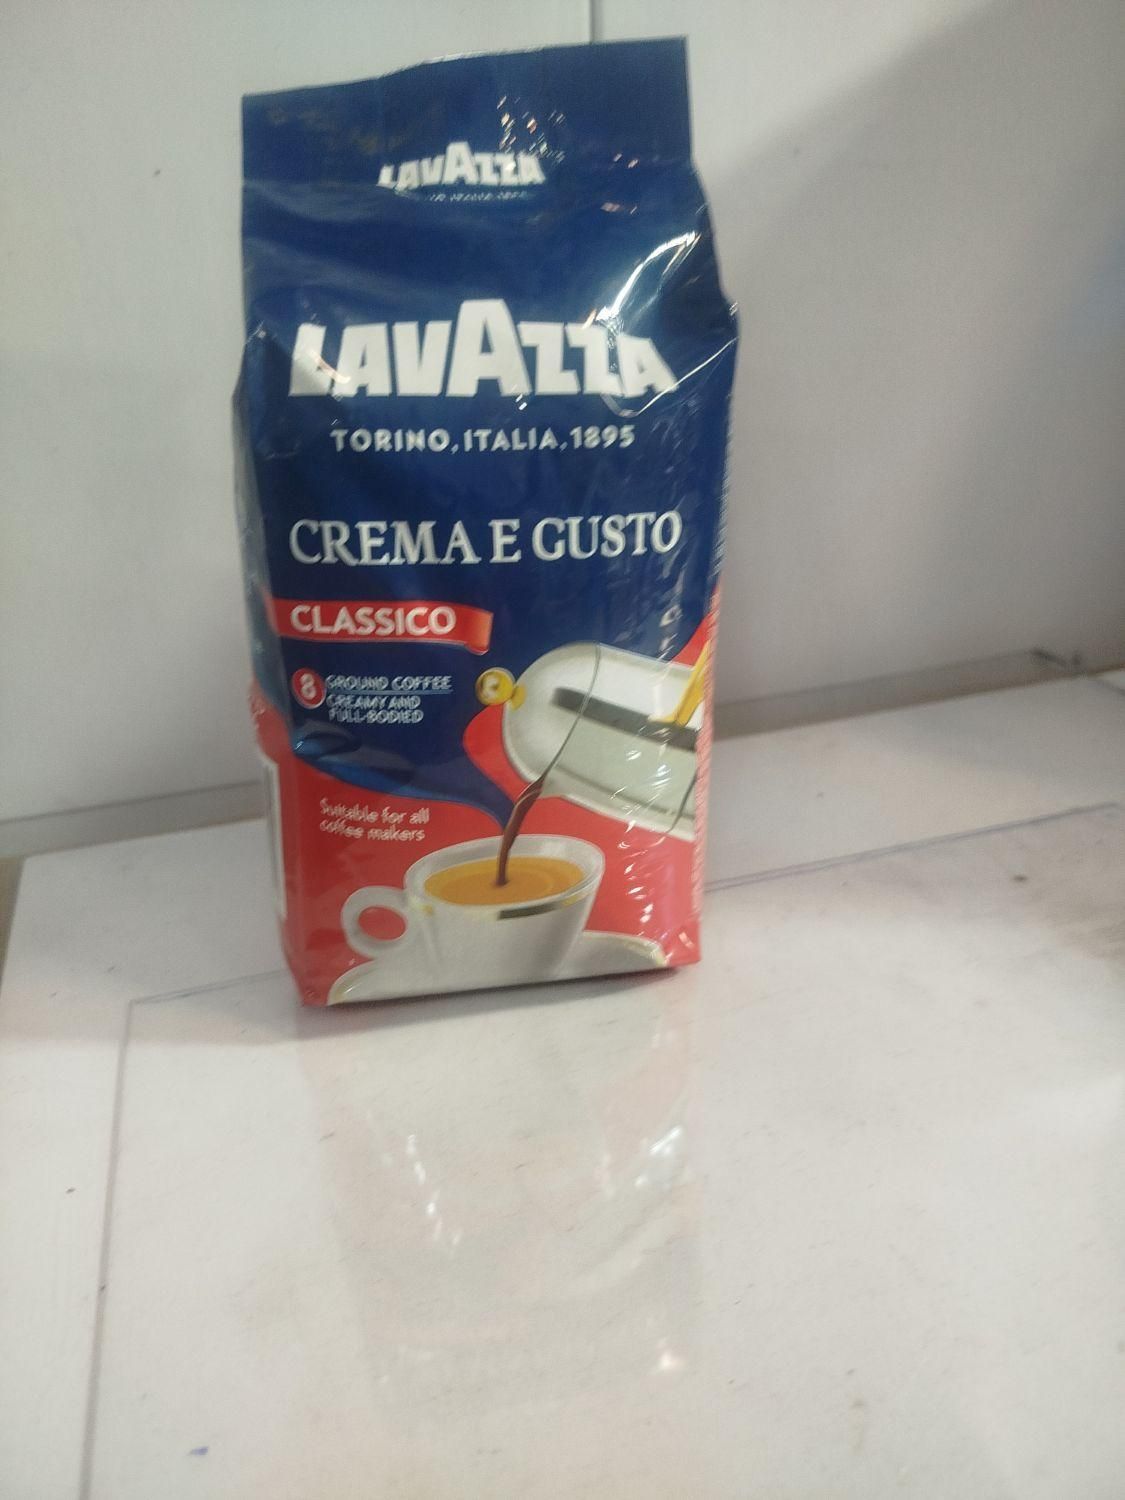 LAVAZZA
LAVAZZA
TORINO, ITALIA, 1895
CREMA E GUSTO
CLASSICO
8 GROUND COFFEE
CREAMY AND
FULL-BODIED
Suitable for all
coffee makers